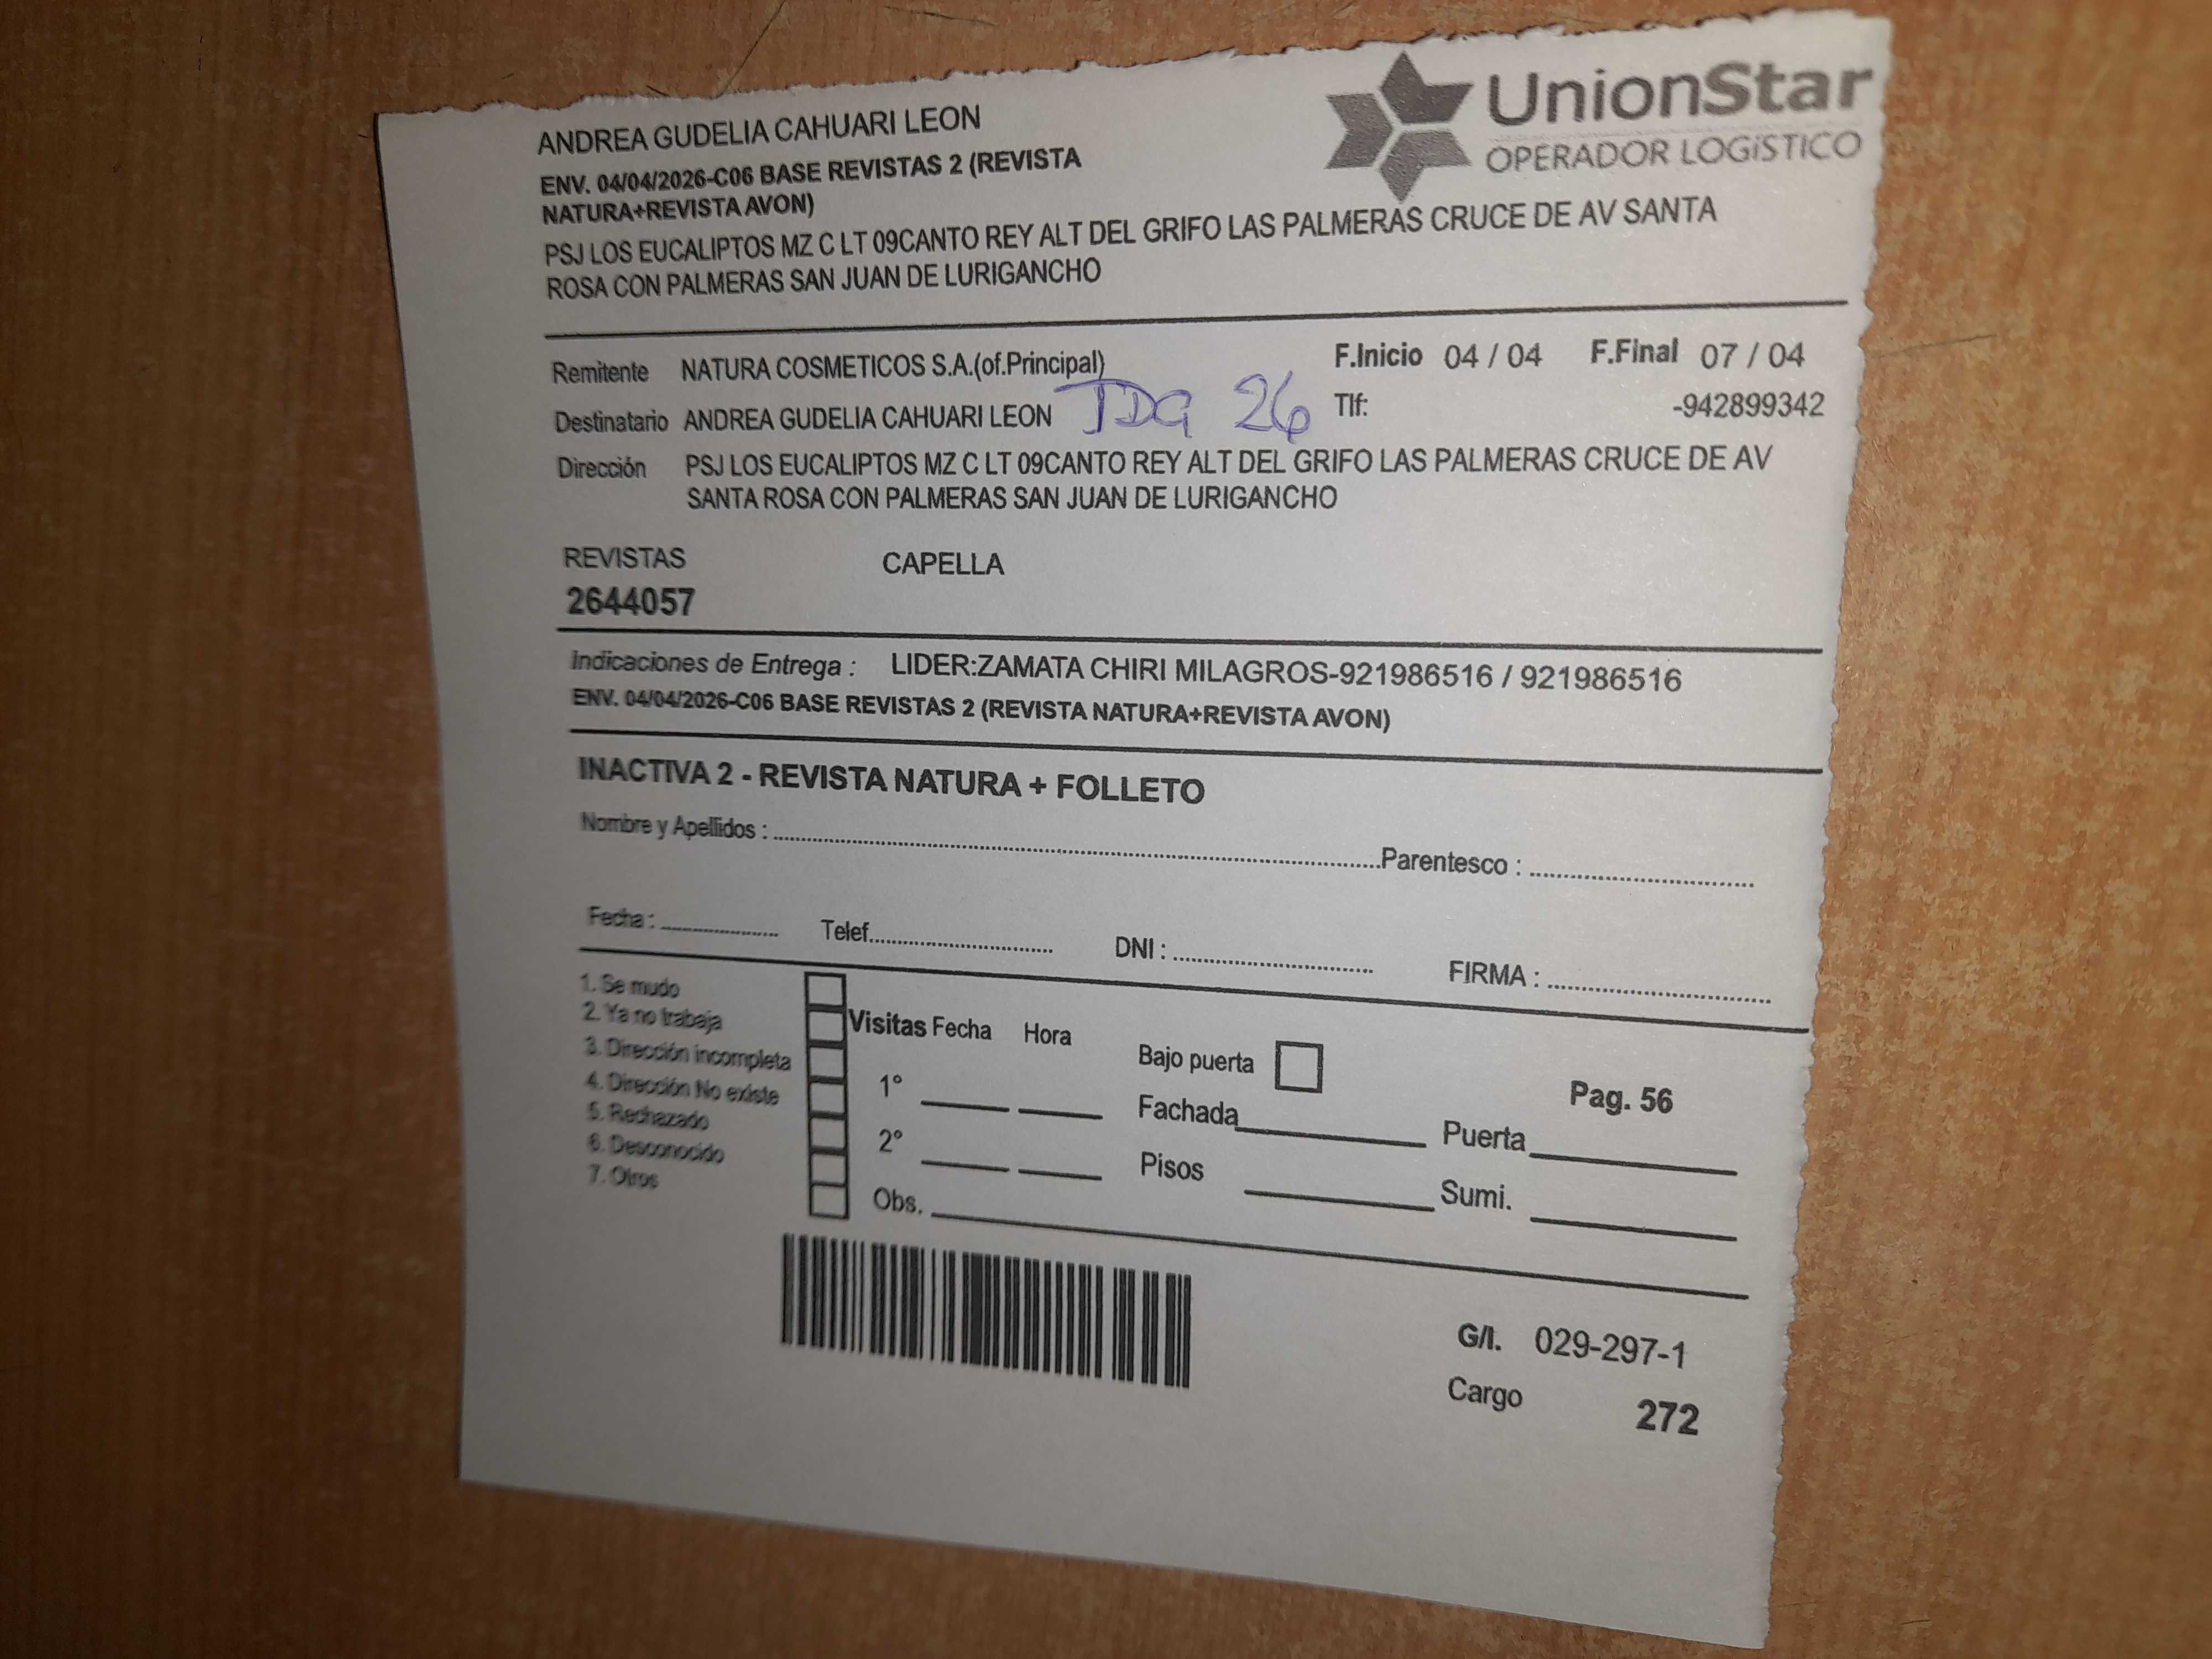 ANDREA GUDELIA CAHUARI LEON
UnionStar
OPERADOR LOGÍSTICO
ENV. 04/04/2026-C06 BASE REVISTAS 2 (REVISTA
NATURA+REVISTA AVON)
PSJ LOS EUCALIPTOS MZ C LT 09CANTO REY ALT DEL GRIFO LAS PALMERAS CRUCE DE AV SANTA
ROSA CON PALMERAS SAN JUAN DE LURIGANCHO
Remitente NATURA COSMETICOS S.A.(of.Principal) F.Inicio 04 / 04 F.Final 07 / 04
Destinatario ANDREA GUDELIA CAHUARI LEON JDG 26 Tlf: -942899342
Dirección PSJ LOS EUCALIPTOS MZ C LT 09CANTO REY ALT DEL GRIFO LAS PALMERAS CRUCE DE AV
SANTA ROSA CON PALMERAS SAN JUAN DE LURIGANCHO
REVISTAS CAPELLA
2644057
Indicaciones de Entrega : LIDER:ZAMATA CHIRI MILAGROS-921986516 / 921986516
ENV. 04/04/2026-C06 BASE REVISTAS 2 (REVISTA NATURA+REVISTA AVON)
INACTIVA 2 - REVISTA NATURA + FOLLETO
Nombre y Apellidos : Parentesco :
Fecha : Telef. DNI : FIRMA :
1. Se mudo
2. Ya no trabaja
3. Dirección incompleta
4. Dirección No existe
5. Rechazado
6. Desconocido
7. Otros
Visitas Fecha Hora
1°
2°
Obs.
Bajo puerta
Pag. 56
Fachada Puerta
Pisos Sumi.
G/I. 029-297-1
Cargo 272